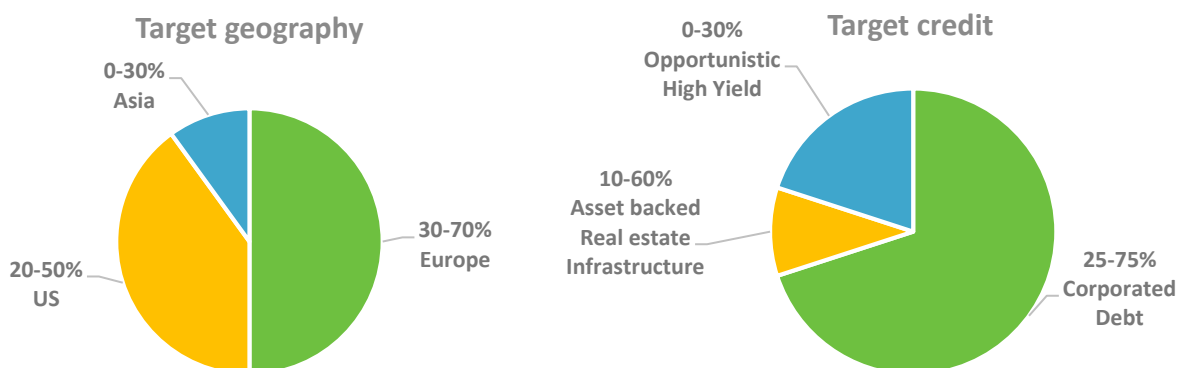 Target geography
0-30%
Asia
30-70%
Europe
20-50%
US
Target credit
0-30%
Opportunistic
High Yield
10-60%
Asset backed
Real estate
Infrastructure
25-75%
Corporated
Debt